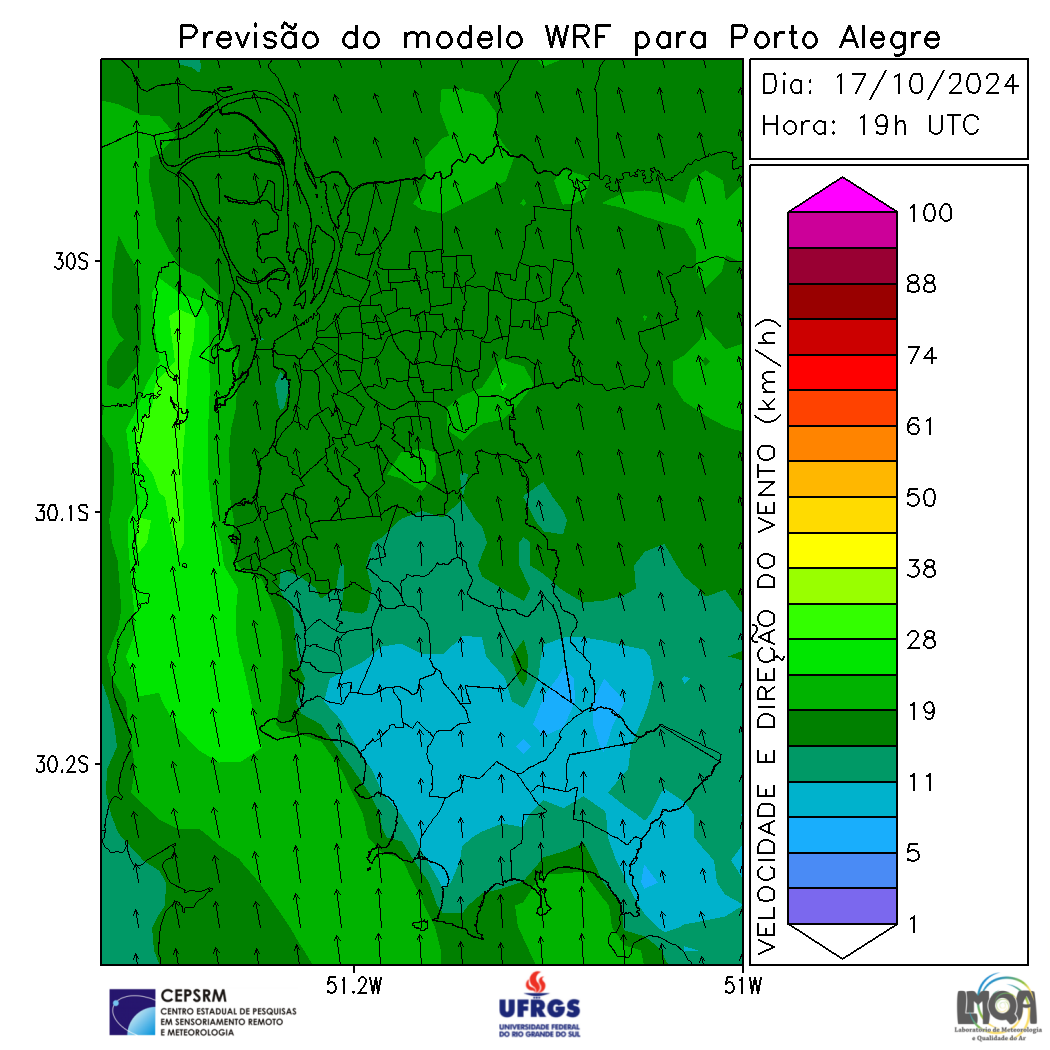 Previsão do modelo WRF para Porto Alegre
Dia: 17/10/2024
Hora: 19h UTC
30S
30.1S
30.2S
51.2W
51W
VELOCIDADE E DIREÇÃO DO VENTO (km/h)
100
88
74
61
50
38
28
19
11
5
1
CEPSRM
CENTRO ESTADUAL DE PESQUISAS
EM SENSORIAMENTO REMOTO
E METEOROLOGIA
UFRGS
UNIVERSIDADE FEDERAL
DO RIO GRANDE DO SUL
LMQA
Laboratório de Meteorologia
e Qualidade do Ar